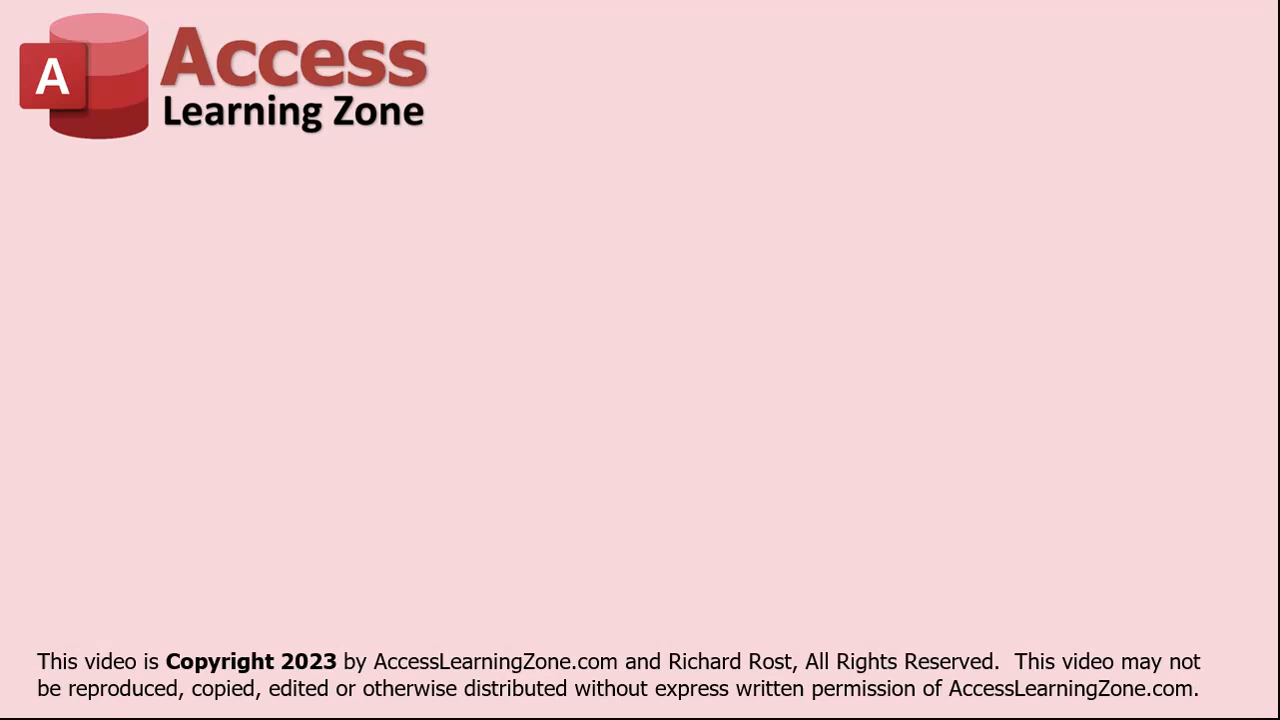 A
Access
Learning Zone
This video is Copyright 2023 by AccessLearningZone.com and Richard Rost, All Rights Reserved.  This video may not
be reproduced, copied, edited or otherwise distributed without express written permission of AccessLearningZone.com.